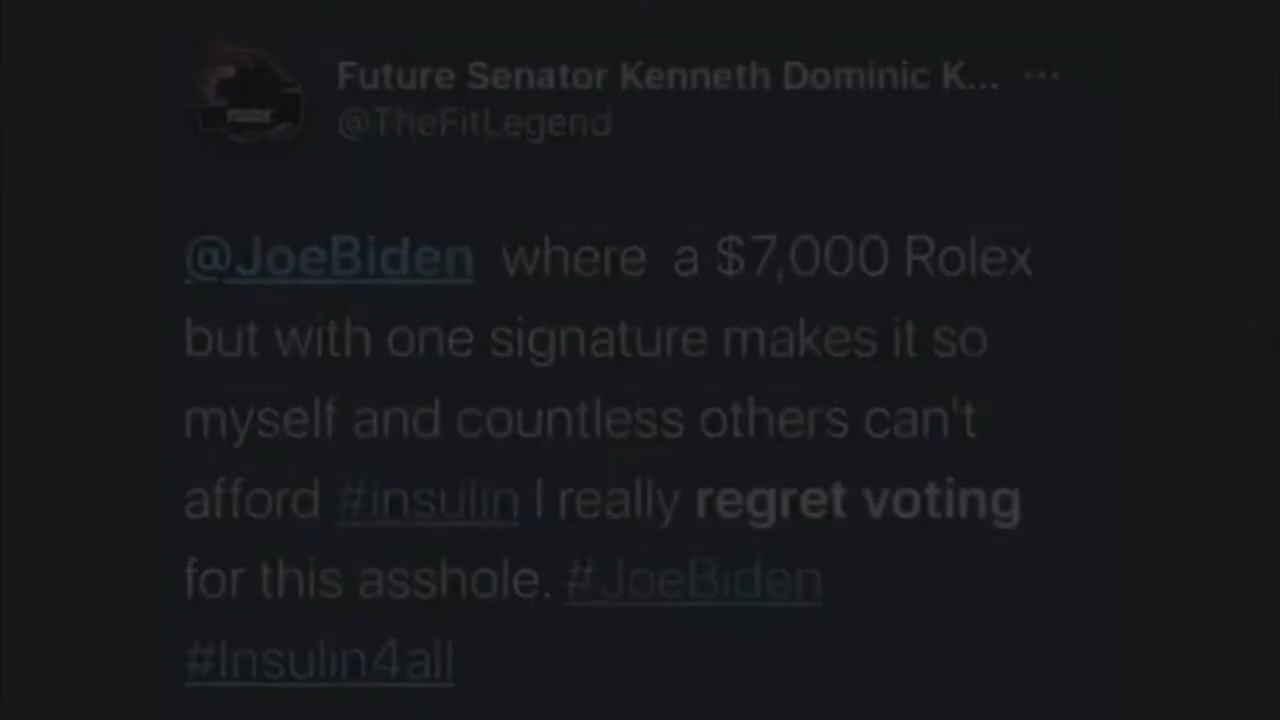 Future Senator Kenneth Dominic K...
@TheFitLegend
@JoeBiden where a $7,000 Rolex
but with one signature makes it so
myself and countless others can't
afford #insulin I really regret voting
for this asshole. #JoeBiden
#Insulin4all